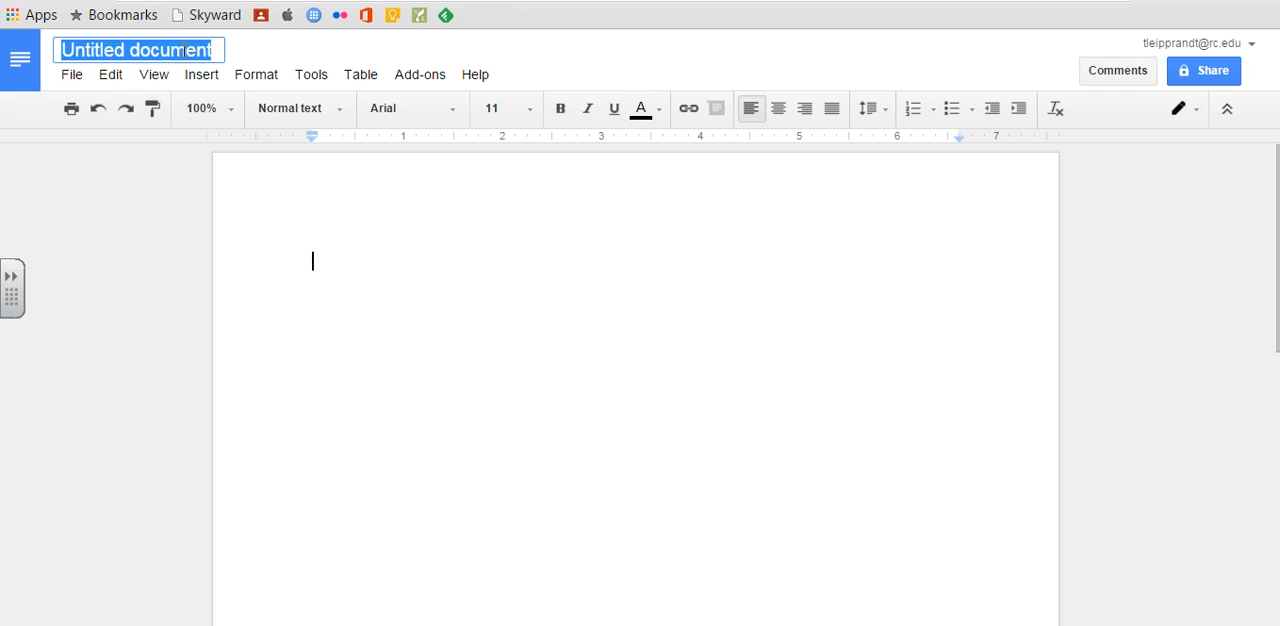 Apps Bookmarks Skyward
Untitled document
tleipprandt@rc.edu
File Edit View Insert Format Tools Table Add-ons Help
Comments Share
100% Normal text Arial 11 B I U A
1 2 3 4 5 6 7